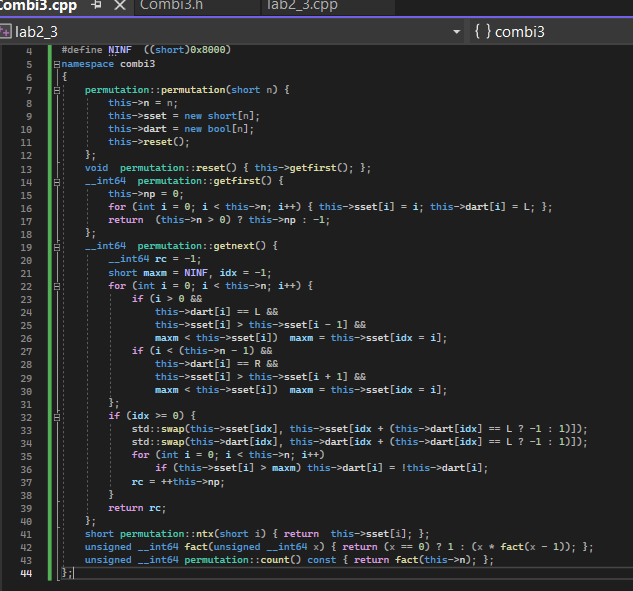 Combi3.cpp Combi3.h lab2_3.cpp
lab2_3 { } combi3
4 #define NINF ((short)0x8000)
5 namespace combi3
6 {
7 permutation::permutation(short n) {
8 this->n = n;
9 this->sset = new short[n];
10 this->dart = new bool[n];
11 this->reset();
12 };
13 void permutation::reset() { this->getfirst(); };
14 __int64 permutation::getfirst() {
15 this->np = 0;
16 for (int i = 0; i < this->n; i++) { this->sset[i] = i; this->dart[i] = L; };
17 return (this->n > 0) ? this->np : -1;
18 };
19 __int64 permutation::getnext() {
20 __int64 rc = -1;
21 short maxm = NINF, idx = -1;
22 for (int i = 0; i < this->n; i++) {
23 if (i > 0 &&
24 this->dart[i] == L &&
25 this->sset[i] > this->sset[i - 1] &&
26 maxm < this->sset[i]) maxm = this->sset[idx = i];
27 if (i < (this->n - 1) &&
28 this->dart[i] == R &&
29 this->sset[i] > this->sset[i + 1] &&
30 maxm < this->sset[i]) maxm = this->sset[idx = i];
31 };
32 if (idx >= 0) {
33 std::swap(this->sset[idx], this->sset[idx + (this->dart[idx] == L ? -1 : 1)]);
34 std::swap(this->dart[idx], this->dart[idx + (this->dart[idx] == L ? -1 : 1)]);
35 for (int i = 0; i < this->n; i++)
36 if (this->sset[i] > maxm) this->dart[i] = !this->dart[i];
37 rc = ++this->np;
38 }
39 return rc;
40 };
41 short permutation::ntx(short i) { return this->sset[i]; };
42 unsigned __int64 fact(unsigned __int64 x) { return (x == 0) ? 1 : (x * fact(x - 1)); };
43 unsigned __int64 permutation::count() const { return fact(this->n); };
44 };